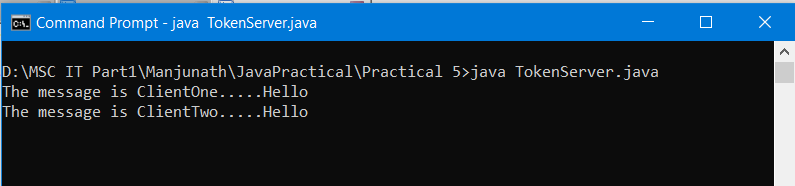 Command Prompt - java  TokenServer.java
D:\MSC IT Part1\Manjunath\JavaPractical\Practical 5>java TokenServer.java
The message is ClientOne.....Hello
The message is ClientTwo.....Hello